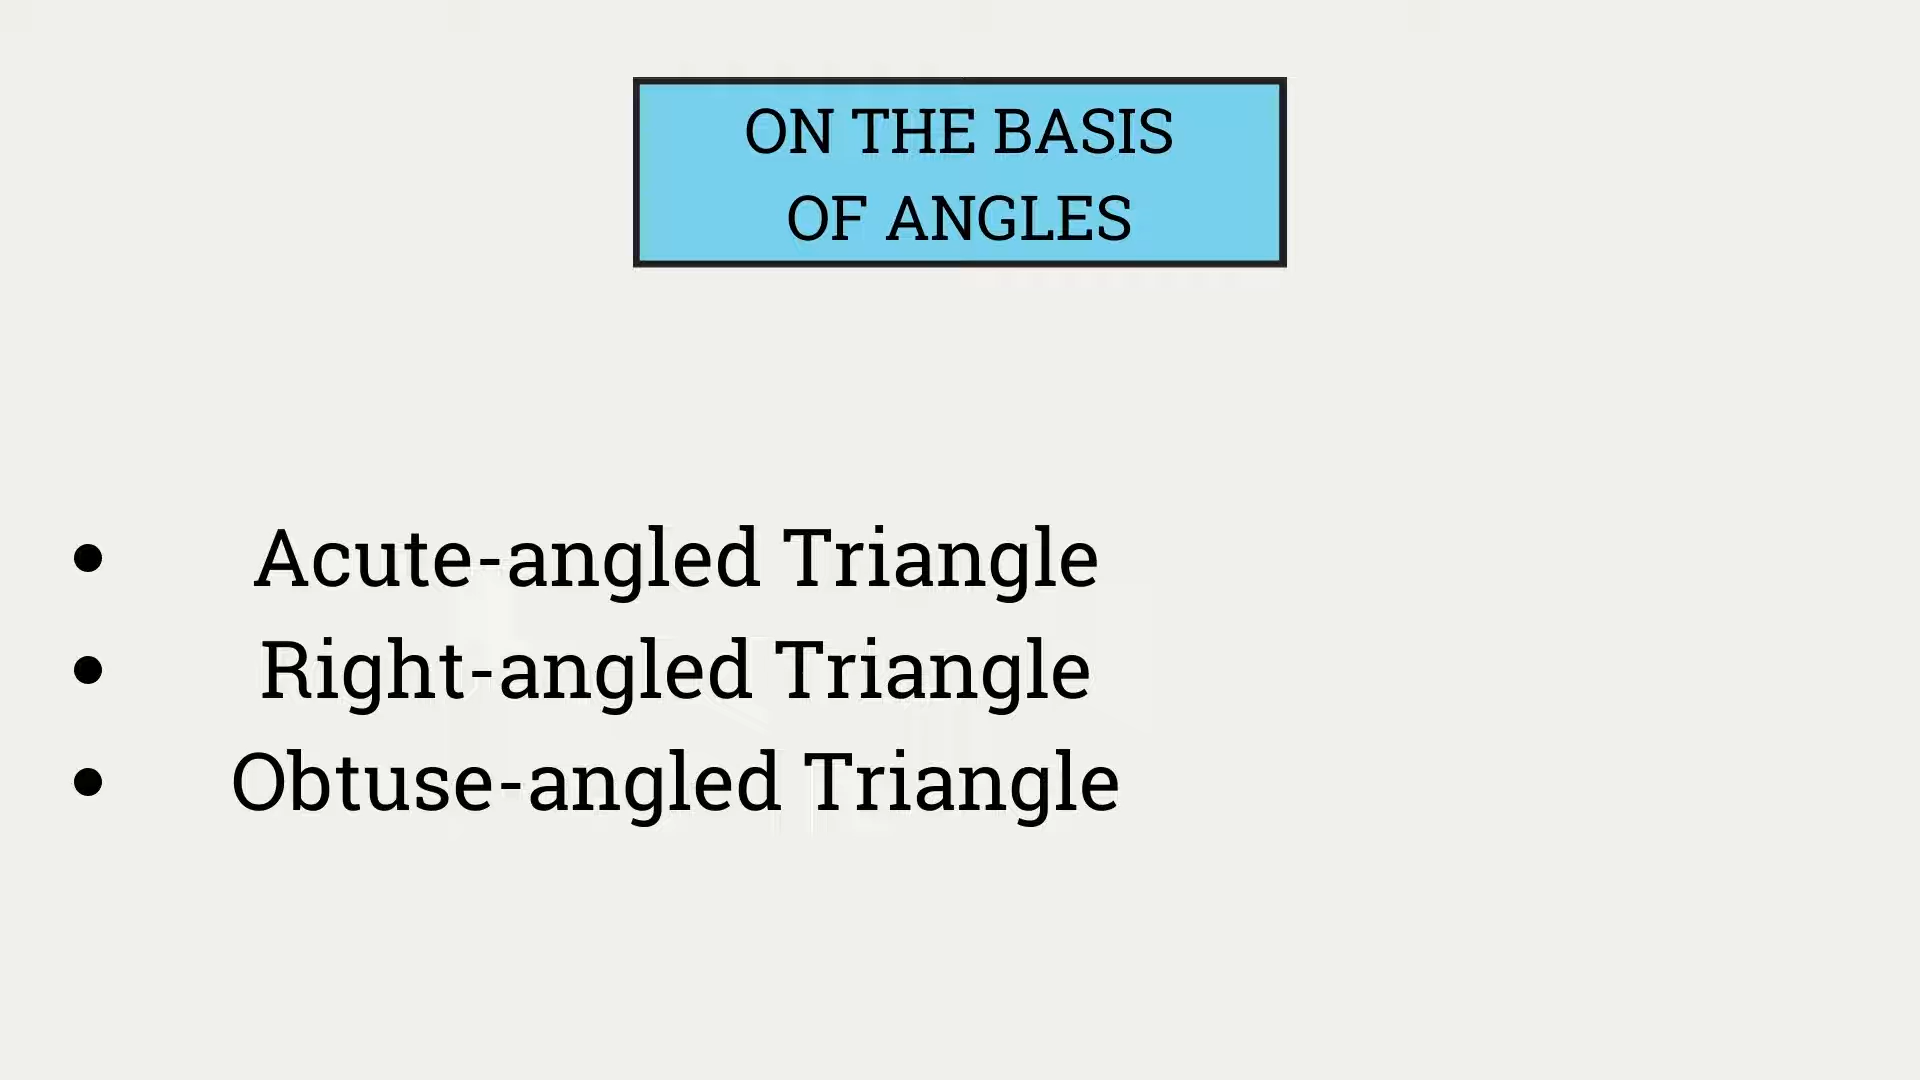 ON THE BASIS
OF ANGLES
• Acute-angled Triangle
• Right-angled Triangle
• Obtuse-angled Triangle